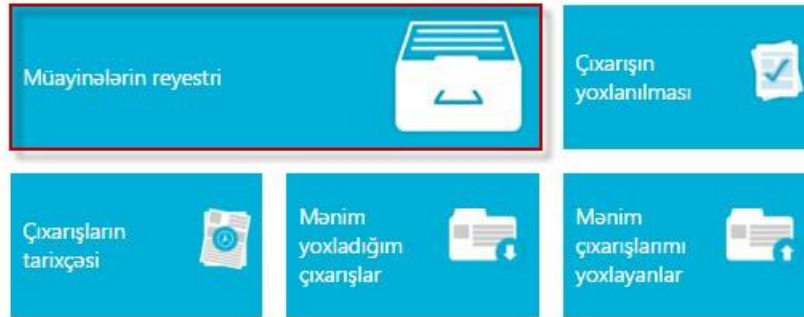 Müayinələrin reyestri
Çıxarışın
yoxlanılması
Çıxarışların
tarixçəsi
Mənim
yoxladığım
çıxarışlar
Mənim
çıxarışlarımı
yoxlayanlar